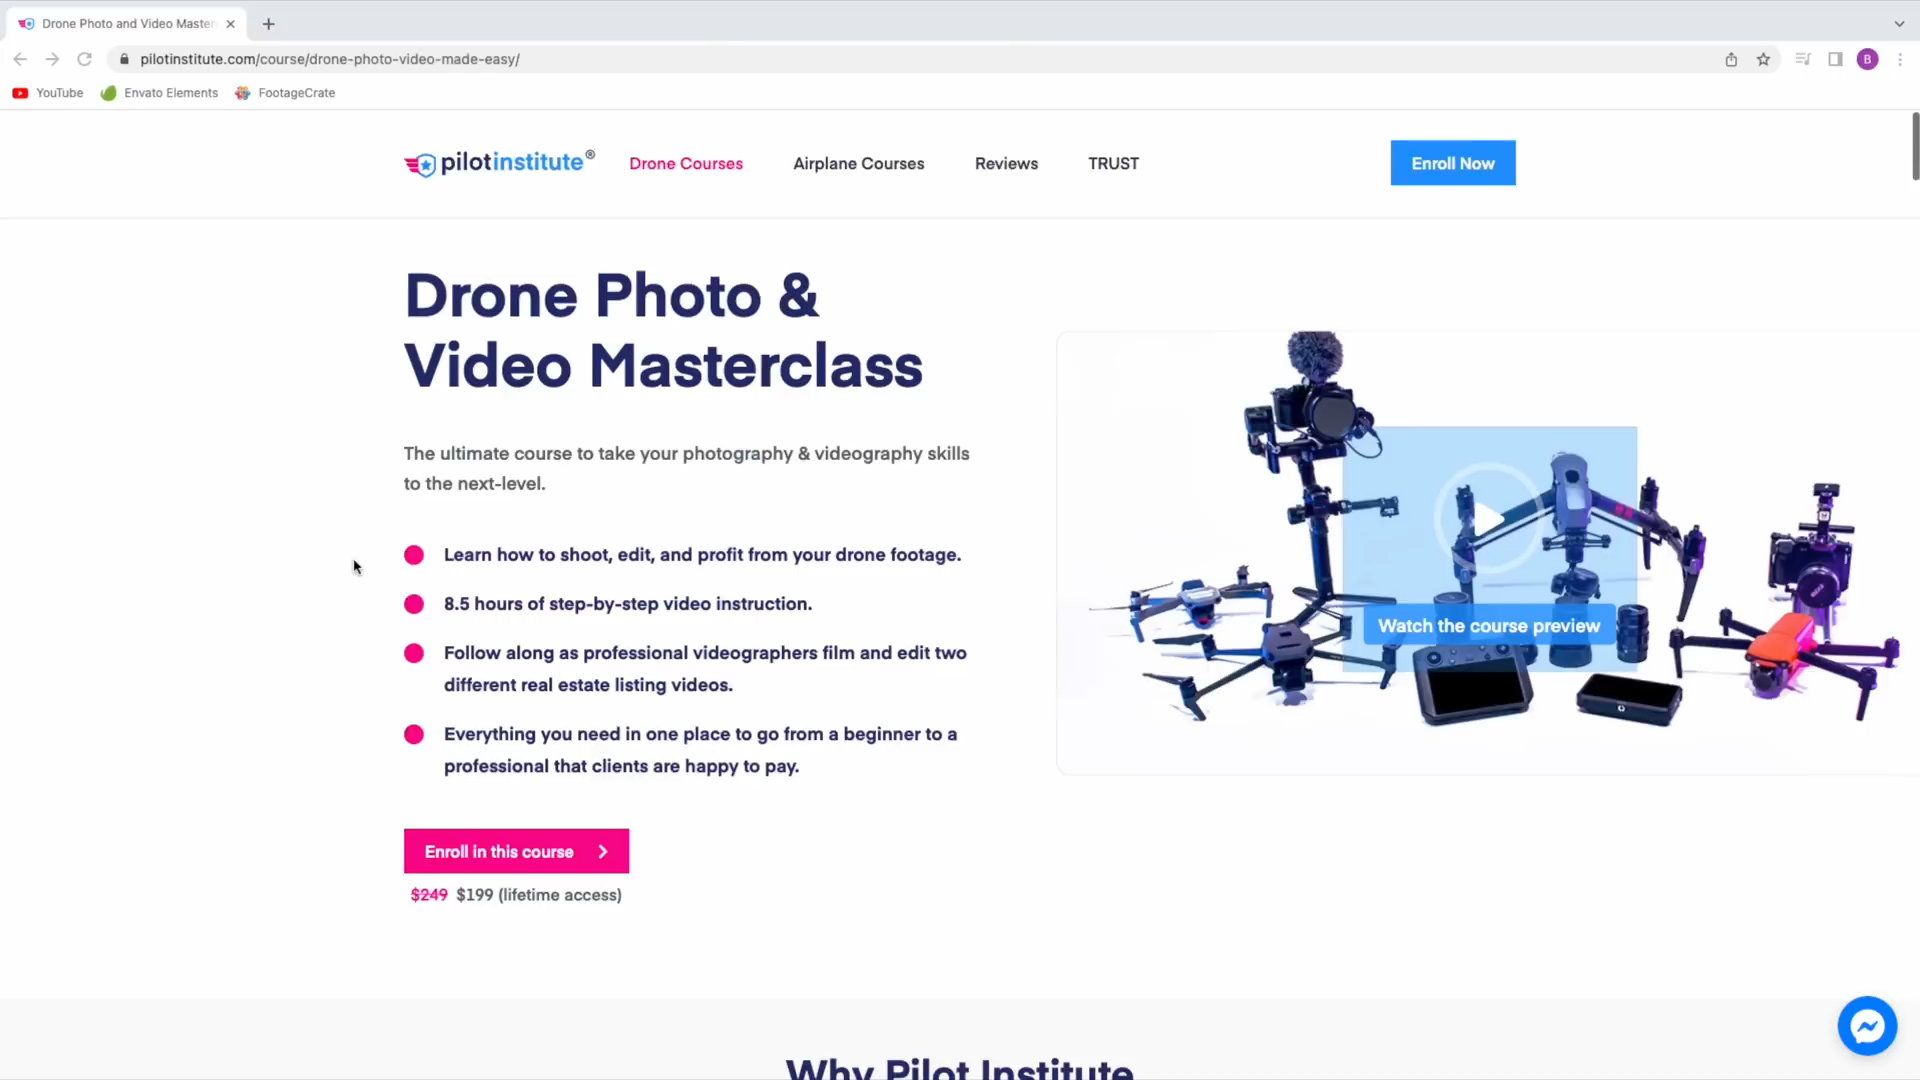 Drone Photo and Video Master
pilotinstitute.com/course/drone-photo-video-made-easy/
B
YouTube
Envato Elements
FootageCrate
pilotinstitute®
Drone Courses
Airplane Courses
Reviews
TRUST
Enroll Now
Drone Photo &
Video Masterclass
The ultimate course to take your photography & videography skills
to the next-level.
Learn how to shoot, edit, and profit from your drone footage.
8.5 hours of step-by-step video instruction.
Follow along as professional videographers film and edit two
different real estate listing videos.
Everything you need in one place to go from a beginner to a
professional that clients are happy to pay.
Watch the course preview
Enroll in this course
$249 $199 (lifetime access)
Why Pilot Institute